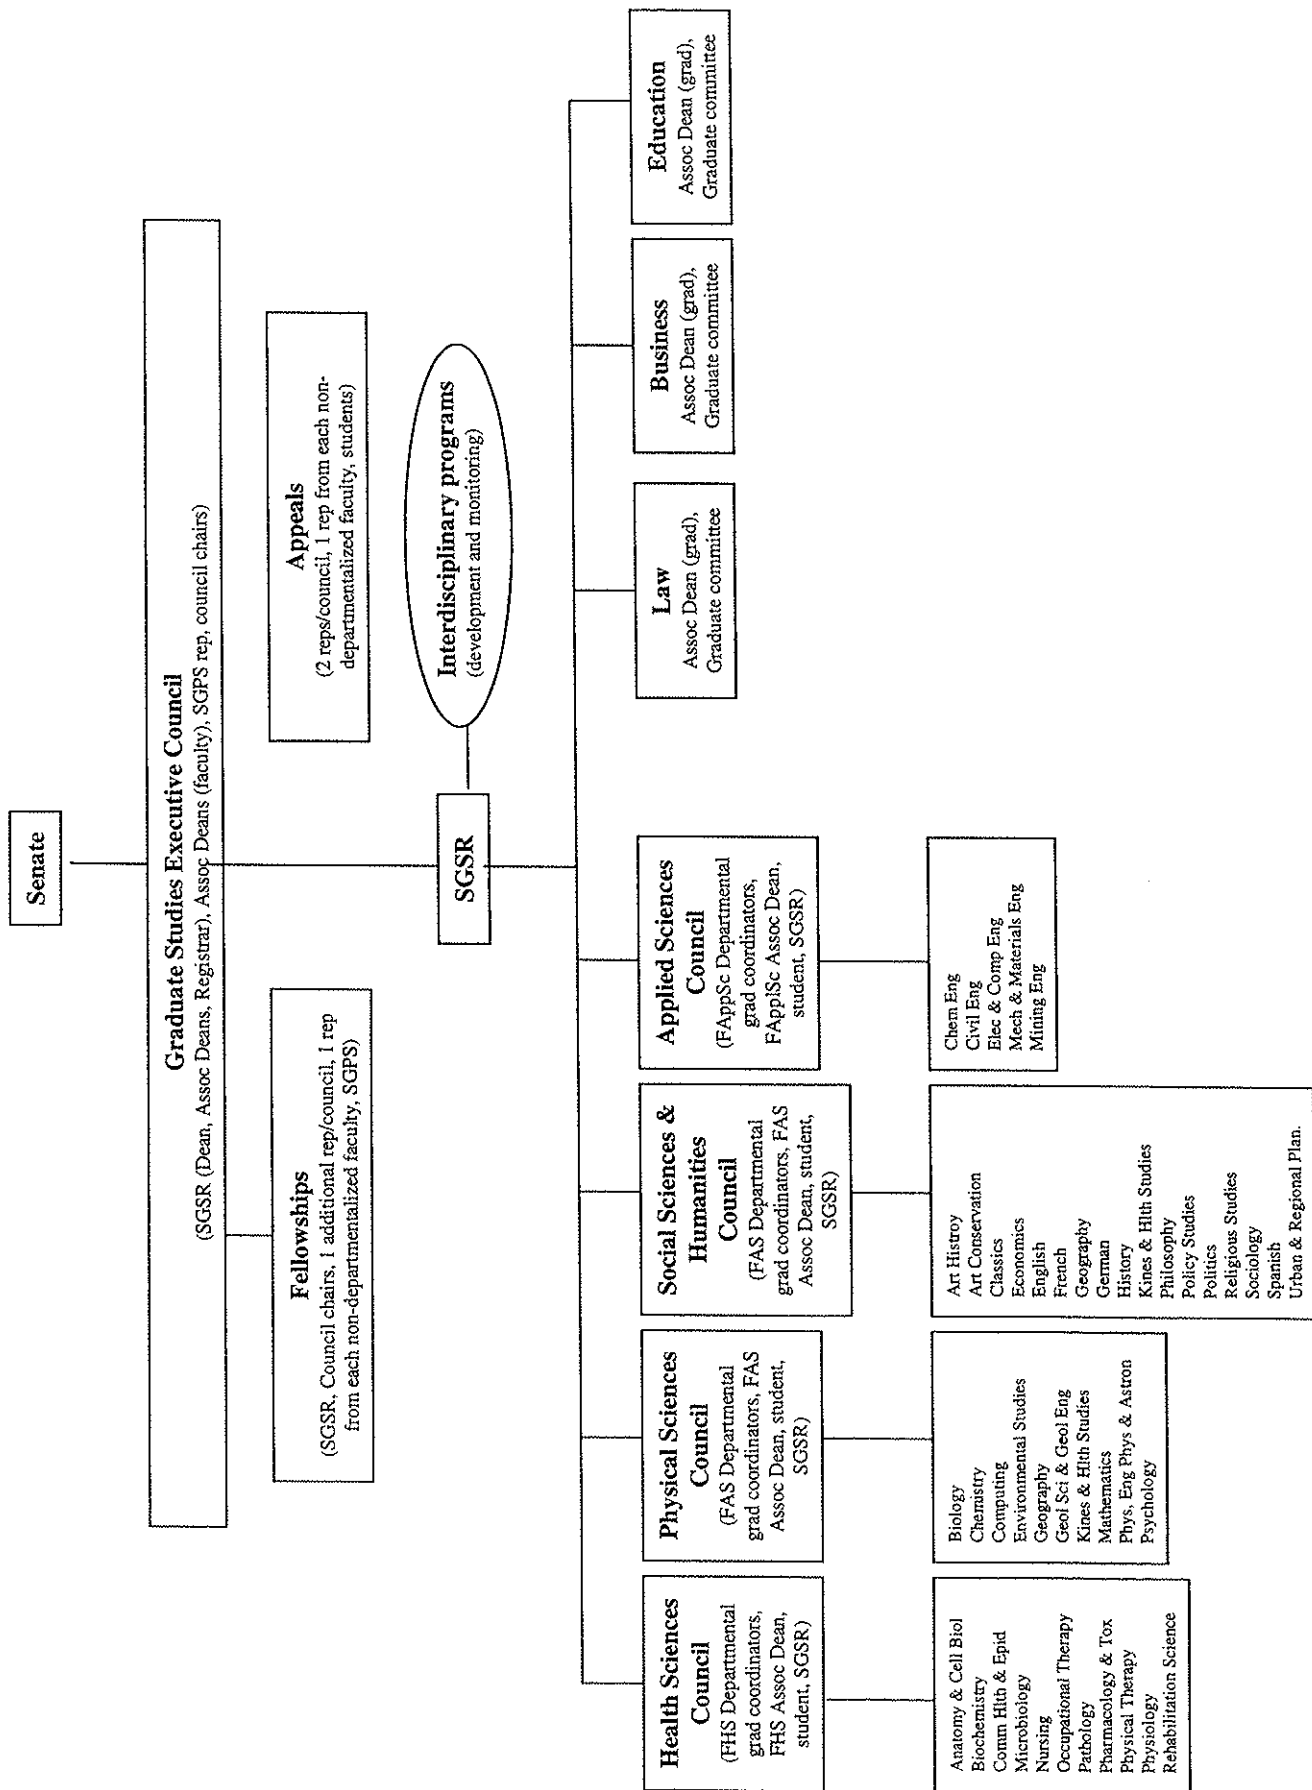 Senate
Graduate Studies Executive Council
(SGSR (Dean, Assoc Deans, Registrar), Assoc Deans (faculty), SGPS rep, council chairs)
Fellowships
(SGSR, Council chairs, 1 additional rep/council, 1 rep
from each non-departmentalized faculty, SGPS)
Appeals
(2 reps/council, 1 rep from each non-
departmentalized faculty, students)
SGSR
Interdisciplinary programs
(development and monitoring)
Health Sciences
Council
(FHS Departmental
grad coordinators,
FHS Assoc Dean,
student, SGSR)
Physical Sciences
Council
(FAS Departmental
grad coordinators, FAS
Assoc Dean, student,
SGSR)
Social Sciences &
Humanities
Council
(FAS Departmental
grad coordinators, FAS
Assoc Dean, student,
SGSR)
Applied Sciences
Council
(FAppSc Departmental
grad coordinators,
FApplSc Assoc Dean,
student, SGSR)
Law
Assoc Dean (grad),
Graduate committee
Business
Assoc Dean (grad),
Graduate committee
Education
Assoc Dean (grad),
Graduate committee
Anatomy & Cell Biol
Biochemistry
Comm Hlth & Epid
Microbiology
Nursing
Occupational Therapy
Pathology
Pharmacology & Tox
Physical Therapy
Physiology
Rehabilitation Science
Biology
Chemistry
Computing
Environmental Studies
Geography
Geol Sci & Geol Eng
Kines & Hlth Studies
Mathematics
Phys, Eng Phys & Astron
Psychology
Art Histroy
Art Conservation
Classics
Economics
English
French
Geography
German
History
Kines & Hlth Studies
Philosophy
Policy Studies
Politics
Religious Studies
Sociology
Spanish
Urban & Regional Plan.
Chem Eng
Civil Eng
Elec & Comp Eng
Mech & Materials Eng
Mining Eng